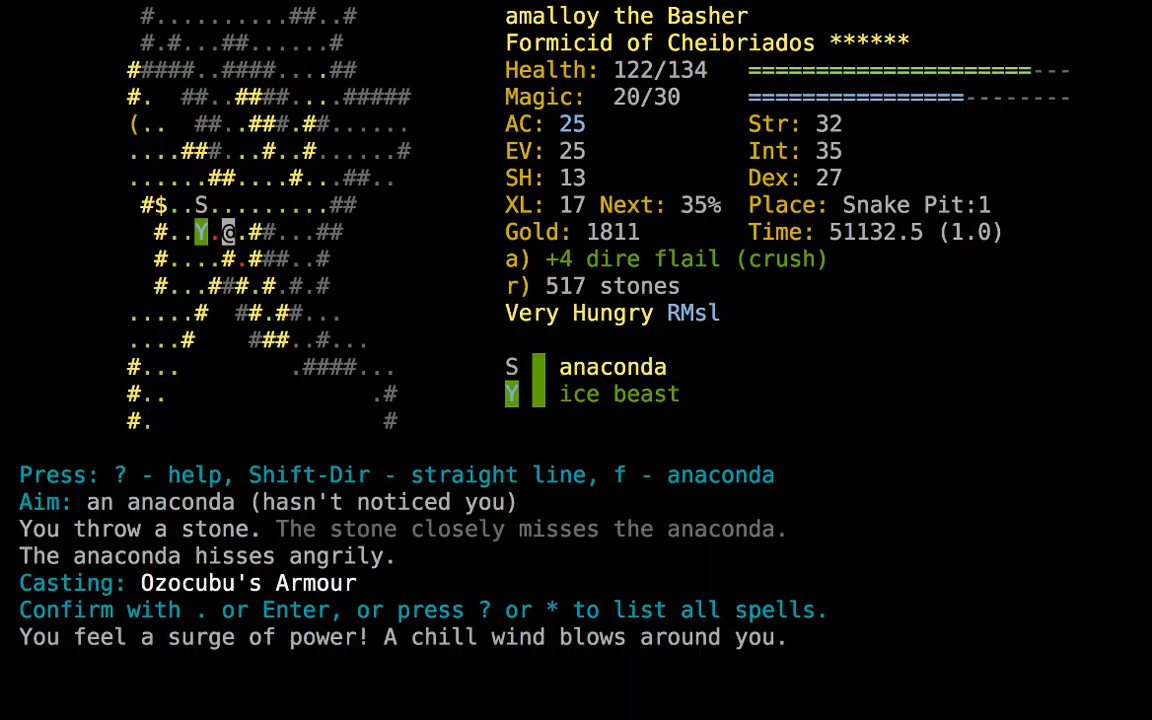 #..........##..# amalloy the Basher
#.#...##......# Formicid of Cheibriados ******
#####..####....## Health: 122/134 =====================---
#. ##..####....##### Magic: 20/30 ================--------
(.. ##..###.##...... AC: 25 Str: 32
....###...#..#......# EV: 25 Int: 35
......##....#...##.. SH: 13 Dex: 27
#$..S.........## XL: 17 Next: 35% Place: Snake Pit:1
#..Y.@.##...## Gold: 1811 Time: 51132.5 (1.0)
#....#.###..# a) +4 dire flail (crush)
#...###.#.#.# r) 517 stones
.....# ##.##... Very Hungry RMsl
....# ###..#...
#... .####... S anaconda
#.. .# Y ice beast
#. #
Press: ? - help, Shift-Dir - straight line, f - anaconda
Aim: an anaconda (hasn't noticed you)
You throw a stone. The stone closely misses the anaconda.
The anaconda hisses angrily.
Casting: Ozocubu's Armour
Confirm with . or Enter, or press ? or * to list all spells.
You feel a surge of power! A chill wind blows around you.